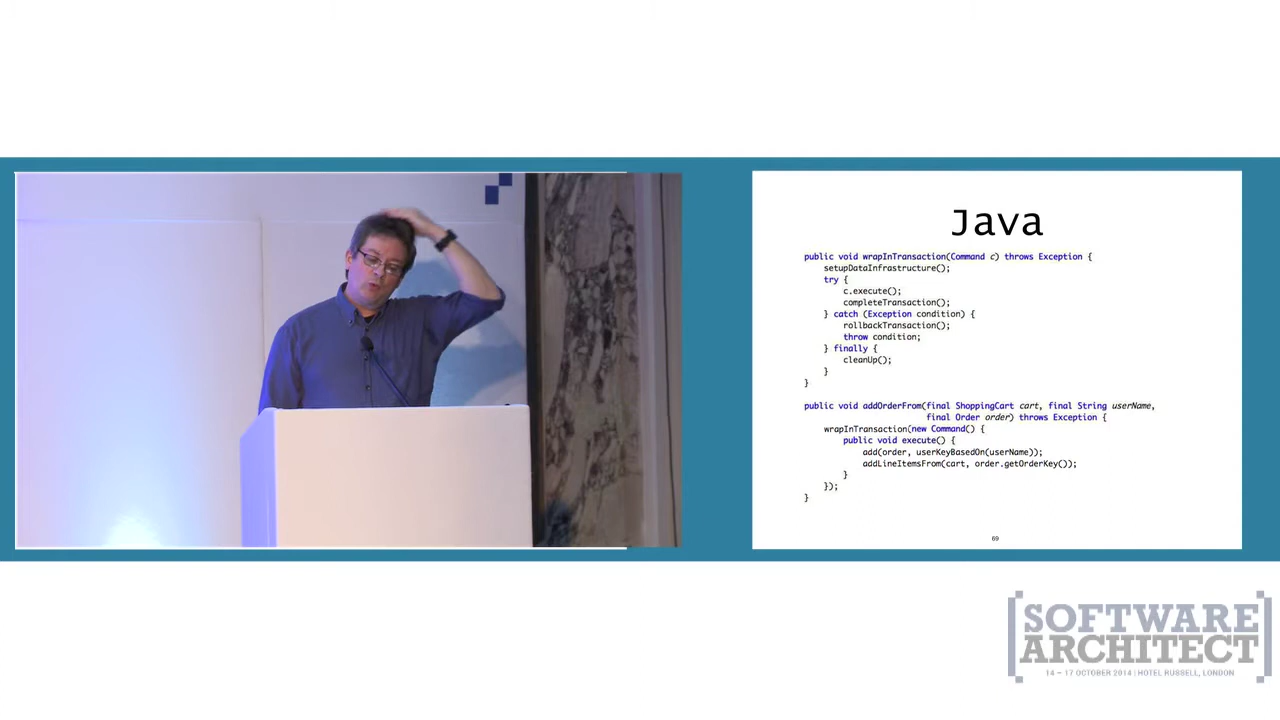 Java
public void wrapInTransaction(Command c) throws Exception {
setupDataInfrastructure();
try {
c.execute();
completeTransaction();
} catch (Exception condition) {
rollbackTransaction();
throw condition;
} finally {
cleanUp();
}
}
public void addOrderFrom(final ShoppingCart cart, final String userName,
final Order order) throws Exception {
wrapInTransaction(new Command() {
public void execute() {
add(order, userKeyBasedOn(userName));
addLineItemsFrom(cart, order.getOrderKey());
}
});
}
69
[SOFTWARE
ARCHITECT]
14 – 17 OCTOBER 2014 | HOTEL RUSSELL, LONDON